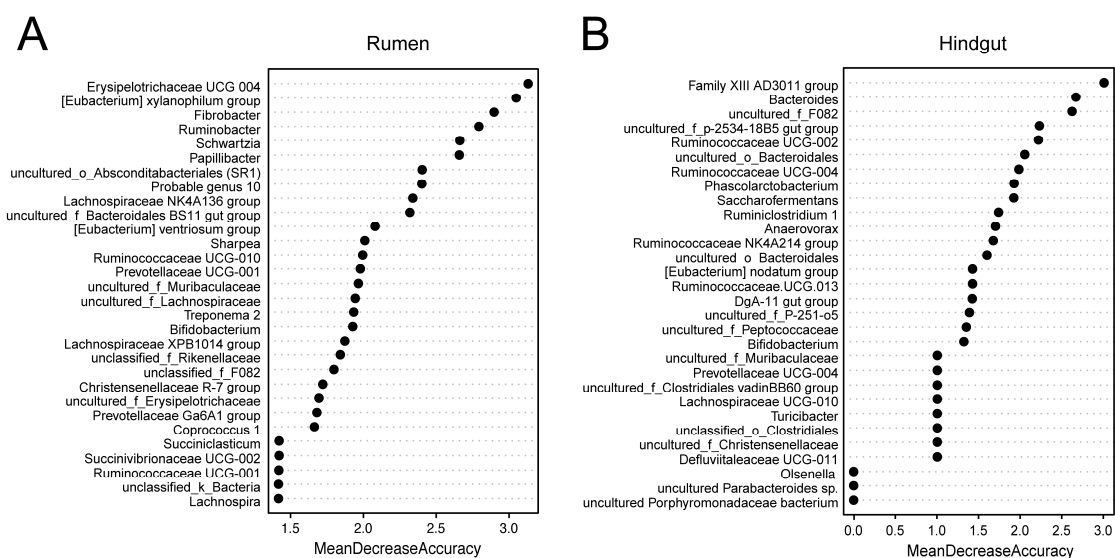 A
Rumen
Erysipelotrichaceae UCG 004
[Eubacterium] xylanophilum group
Fibrobacter
Ruminobacter
Schwartzia
Papillibacter
uncultured_o_Absconditabacteriales (SR1)
Probable genus 10
Lachnospiraceae NK4A136 group
uncultured_f_Bacteroidales BS11 gut group
[Eubacterium] ventriosum group
Sharpea
Ruminococcaceae UCG-010
Prevotellaceae UCG-001
uncultured_f_Muribaculaceae
uncultured_f_Lachnospiraceae
Treponema 2
Bifidobacterium
Lachnospiraceae XPB1014 group
unclassified_f_Rikenellaceae
unclassified_f_F082
Christensenellaceae R-7 group
uncultured_f_Erysipelotrichaceae
Prevotellaceae Ga6A1 group
Coprococcus 1
Succiniclasticum
Succinivibrionaceae UCG-002
Ruminococcaceae UCG-001
unclassified_k_Bacteria
Lachnospira
1.5 2.0 2.5 3.0
MeanDecreaseAccuracy
B
Hindgut
Family XIII AD3011 group
Bacteroides
uncultured_f_F082
uncultured_f_p-2534-18B5 gut group
Ruminococcaceae UCG-002
uncultured_o_Bacteroidales
Ruminococcaceae UCG-004
Phascolarctobacterium
Saccharofermentans
Ruminiclostridium 1
Anaerovorax
Ruminococcaceae NK4A214 group
uncultured_o_Bacteroidales
[Eubacterium] nodatum group
Ruminococcaceae.UCG.013
DgA-11 gut group
uncultured_f_P-251-o5
uncultured_f_Peptococcaceae
Bifidobacterium
uncultured_f_Muribaculaceae
Prevotellaceae UCG-004
uncultured_f_Clostridiales vadinBB60 group
Lachnospiraceae UCG-010
Turicibacter
unclassified_o_Clostridiales
uncultured_f_Christensenellaceae
Defluviitaleaceae UCG-011
Olsenella
uncultured Parabacteroides sp.
uncultured Porphyromonadaceae bacterium
0.0 0.5 1.0 1.5 2.0 2.5 3.0
MeanDecreaseAccuracy